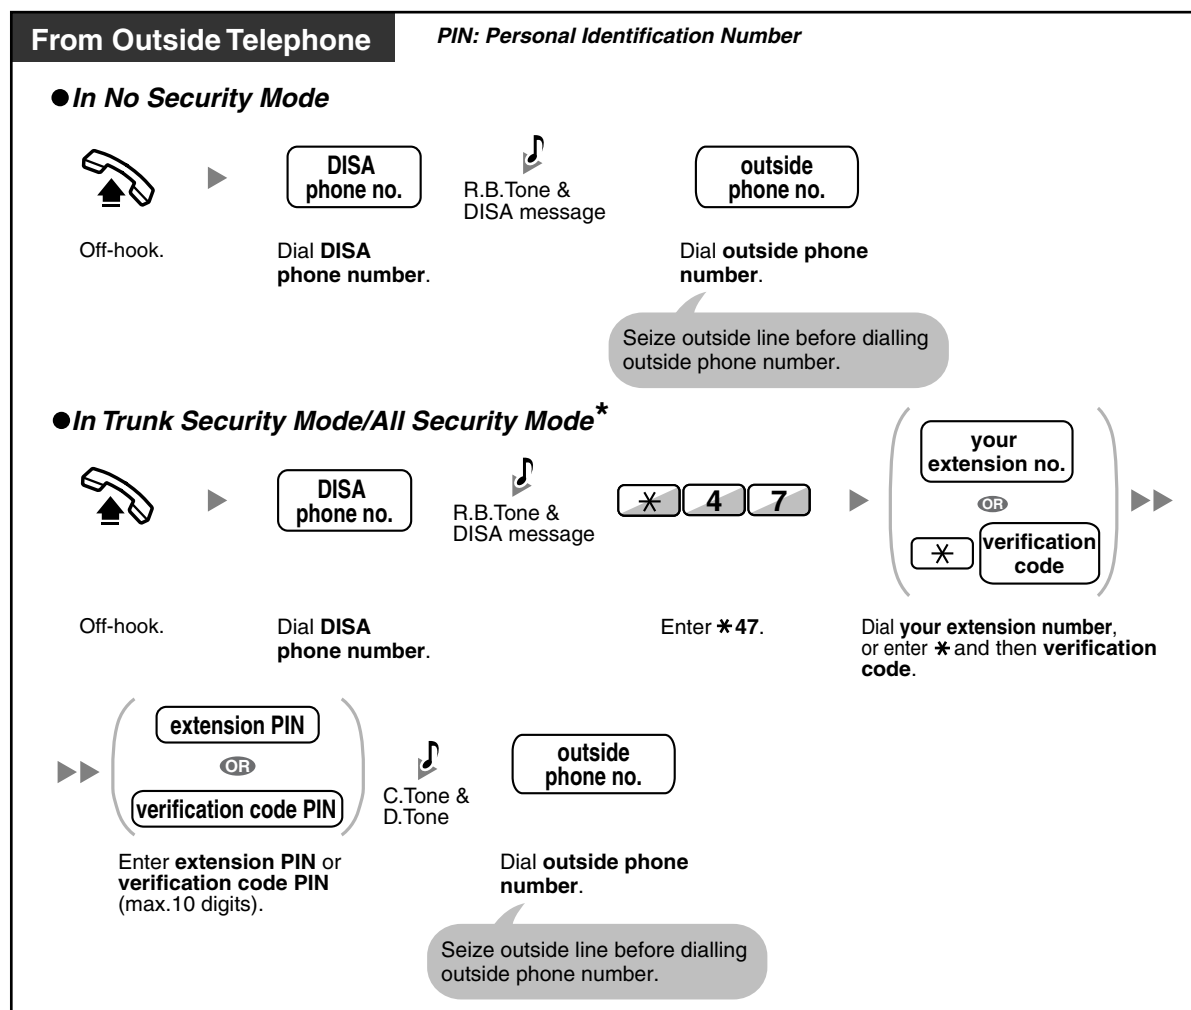 From Outside Telephone
PIN: Personal Identification Number
●In No Security Mode
DISA
phone no.
R.B.Tone &
DISA message
outside
phone no.
Off-hook.
Dial DISA
phone number.
Dial outside phone
number.
Seize outside line before dialling
outside phone number.
●In Trunk Security Mode/All Security Mode*
DISA
phone no.
R.B.Tone &
DISA message
* 4 7
your
extension no.
OR
* verification
code
Off-hook.
Dial DISA
phone number.
Enter *47.
Dial your extension number,
or enter * and then verification
code.
extension PIN
OR
verification code PIN
C.Tone &
D.Tone
outside
phone no.
Enter extension PIN or
verification code PIN
(max.10 digits).
Dial outside phone
number.
Seize outside line before dialling
outside phone number.